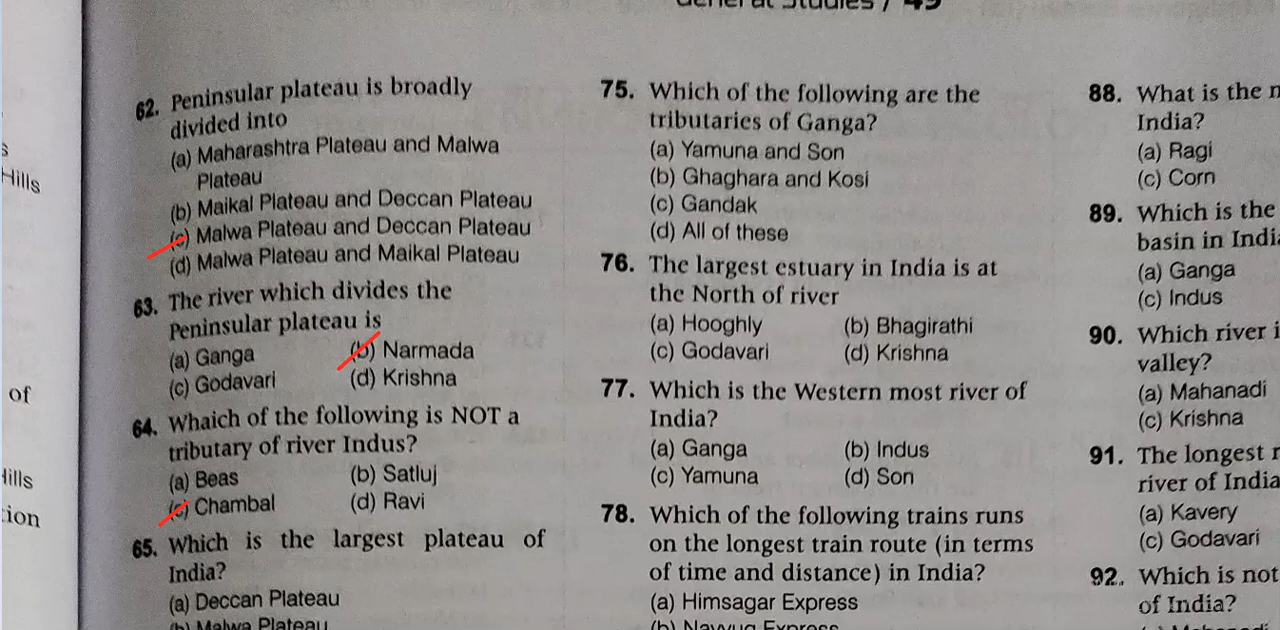 General Studies / 49
s
Hills
of
Hills
tion
62. Peninsular plateau is broadly
divided into
(a) Maharashtra Plateau and Malwa
Plateau
(b) Maikal Plateau and Deccan Plateau
(c) Malwa Plateau and Deccan Plateau
(d) Malwa Plateau and Maikal Plateau
63. The river which divides the
Peninsular plateau is
(a) Ganga (b) Narmada
(c) Godavari (d) Krishna
64. Whaich of the following is NOT a
tributary of river Indus?
(a) Beas (b) Satluj
(c) Chambal (d) Ravi
65. Which is the largest plateau of
India?
(a) Deccan Plateau
(b) Malwa Plateau
75. Which of the following are the
tributaries of Ganga?
(a) Yamuna and Son
(b) Ghaghara and Kosi
(c) Gandak
(d) All of these
76. The largest estuary in India is at
the North of river
(a) Hooghly (b) Bhagirathi
(c) Godavari (d) Krishna
77. Which is the Western most river of
India?
(a) Ganga (b) Indus
(c) Yamuna (d) Son
78. Which of the following trains runs
on the longest train route (in terms
of time and distance) in India?
(a) Himsagar Express
(b) Navyug Express
88. What is the
India?
(a) Ragi
(c) Corn
89. Which is the
basin in India
(a) Ganga
(c) Indus
90. Which river
valley?
(a) Mahanadi
(c) Krishna
91. The longest
river of India
(a) Kavery
(c) Godavari
92. Which is not
of India?